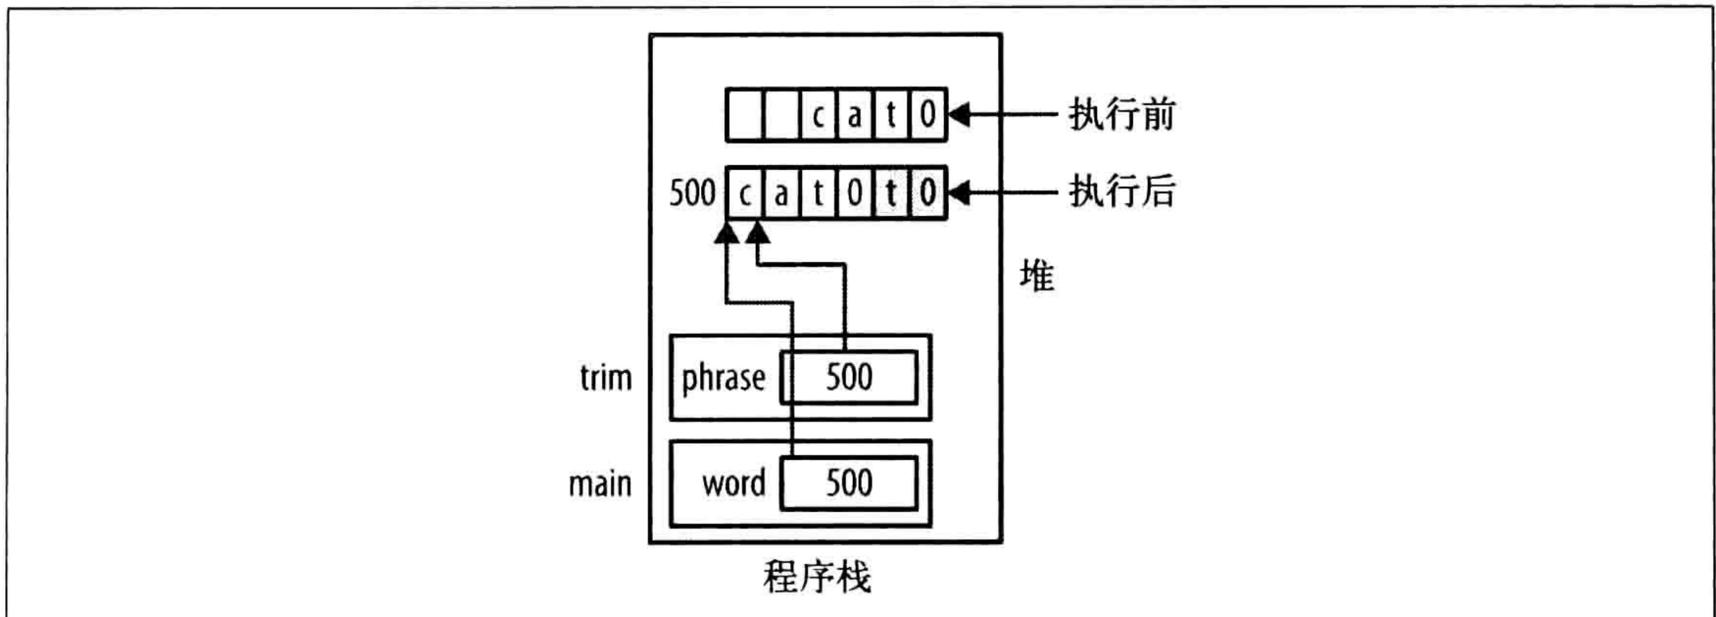 c a t 0 执行前
500 c a t 0 t 0 执行后
堆
trim phrase 500
main word 500
程序栈